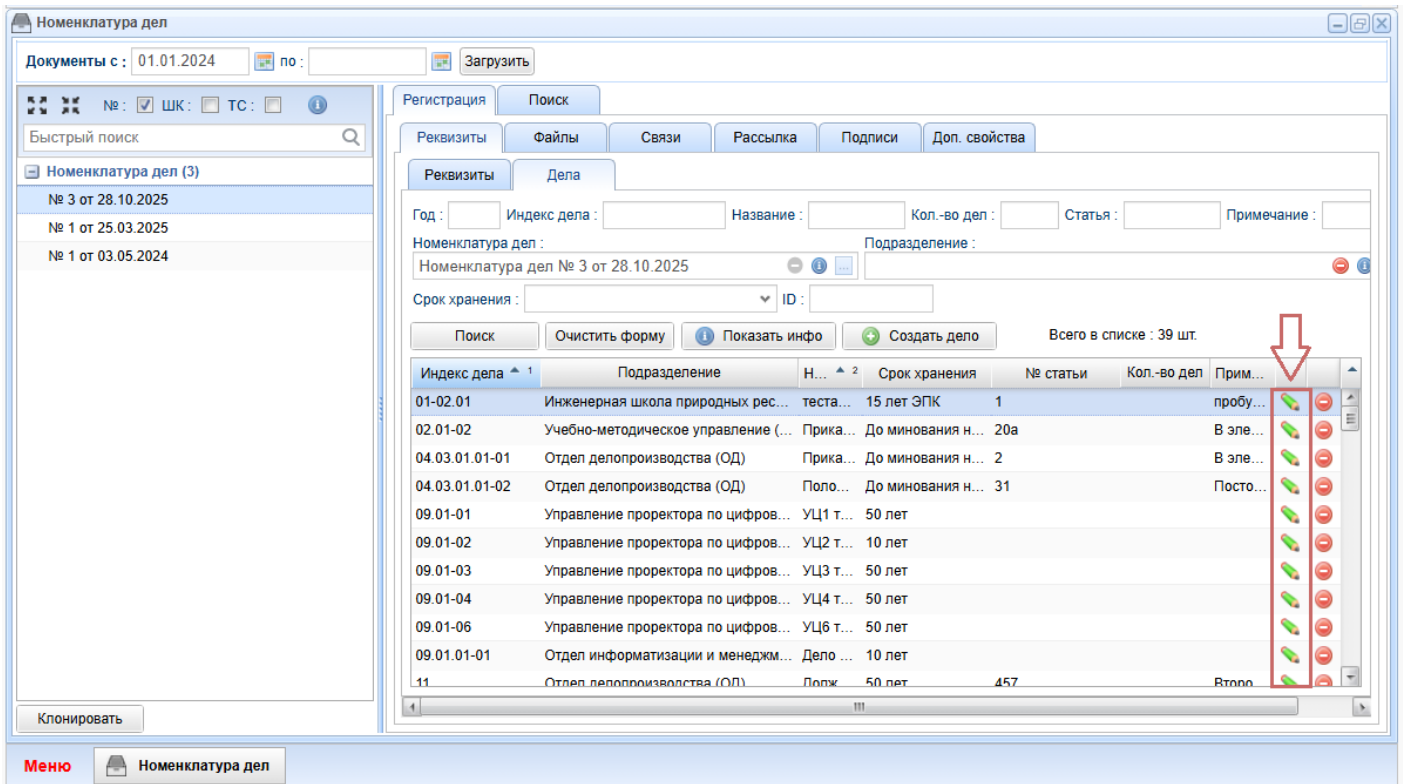 Номенклатура дел
Документы с : 01.01.2024 по : Загрузить
№ : ШК : ТС :
Быстрый поиск
Номенклатура дел (3)
№ 3 от 28.10.2025
№ 1 от 25.03.2025
№ 1 от 03.05.2024
Клонировать
Регистрация Поиск
Реквизиты Файлы Связи Рассылка Подписи Доп. свойства
Реквизиты Дела
Год : Индекс дела : Название : Кол.-во дел : Статья : Примечание :
Номенклатура дел : Подразделение :
Номенклатура дел № 3 от 28.10.2025 ...
Срок хранения : ID :
Поиск Очистить форму Показать инфо Создать дело Всего в списке : 39 шт.
Индекс дела 1 Подразделение Н... 2 Срок хранения № статьи Кол.-во дел Прим...
01-02.01 Инженерная школа природных рес... теста... 15 лет ЭПК 1 пробу...
02.01-02 Учебно-методическое управление (... Прика... До минования н... 20а В эле...
04.03.01.01-01 Отдел делопроизводства (ОД) Прика... До минования н... 2 В эле...
04.03.01.01-02 Отдел делопроизводства (ОД) Поло... До минования н... 31 Посто...
09.01-01 Управление проректора по цифров... УЦ1 т... 50 лет
09.01-02 Управление проректора по цифров... УЦ2 т... 10 лет
09.01-03 Управление проректора по цифров... УЦ3 т... 50 лет
09.01-04 Управление проректора по цифров... УЦ4 т... 50 лет
09.01-06 Управление проректора по цифров... УЦ6 т... 50 лет
09.01.01-01 Отдел информатизации и менеджм... Дело ... 10 лет
11 Отдел делопроизводства (ОД) Долж 50 лет 457 Второ
Меню Номенклатура дел